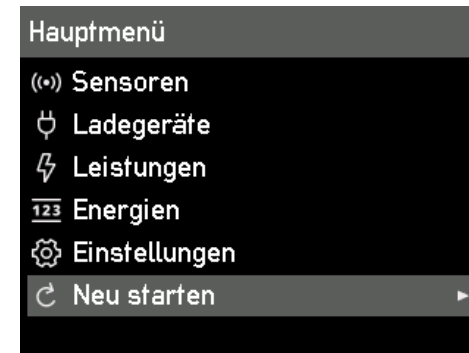 Hauptmenü
Sensoren
Ladegeräte
Leistungen
123 Energien
Einstellungen
Neu starten